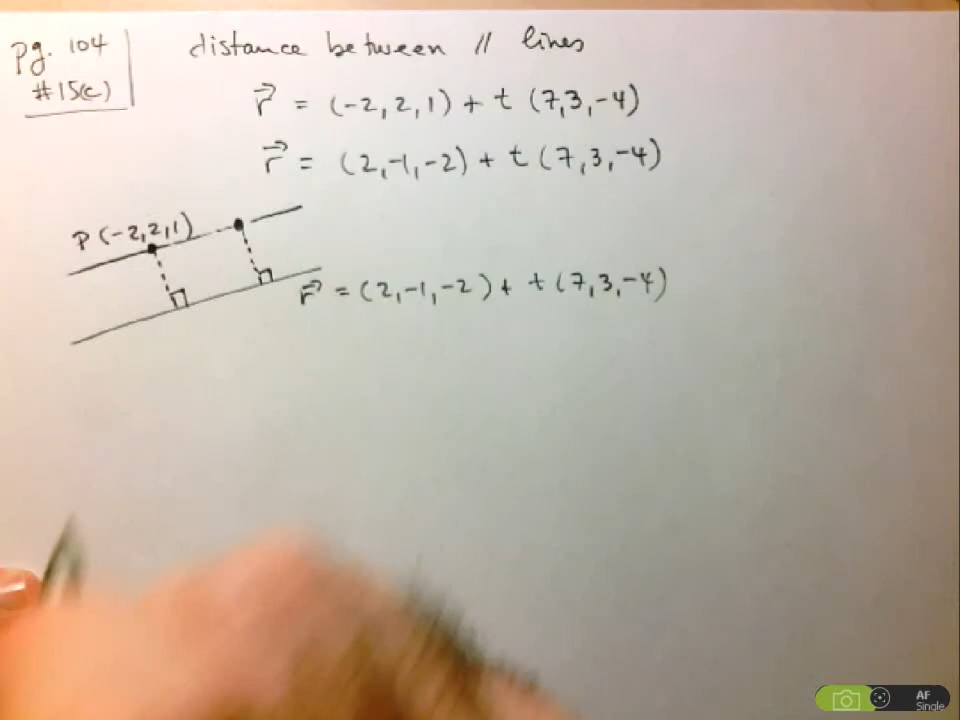 pg. 104
#15(c)
distance between // lines
r⃗ = (-2, 2, 1) + t (7, 3, -4)
r⃗ = (2, -1, -2) + t (7, 3, -4)
P(-2, 2, 1)
r⃗ = (2, -1, -2) + t (7, 3, -4)
AF
Single